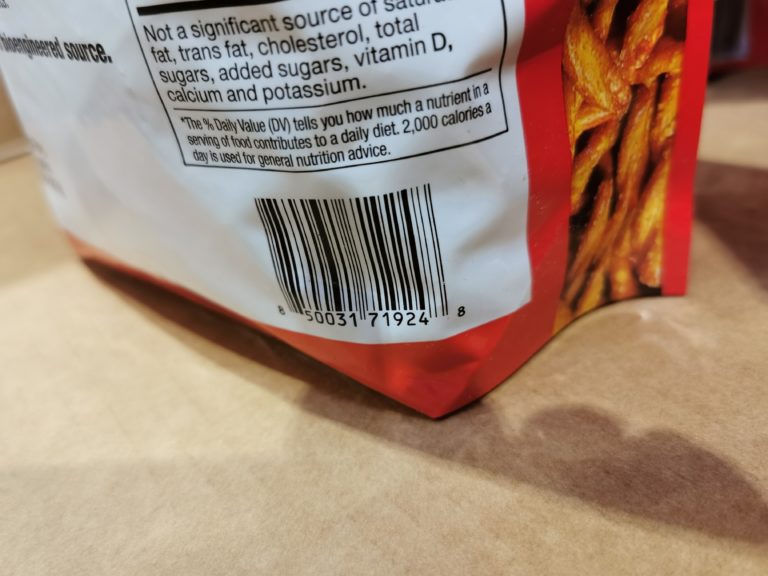 bioengineered source.
Not a significant source of
fat, trans fat, cholesterol, total
sugars, added sugars, vitamin D,
calcium and potassium.
*The % Daily Value (DV) tells you how much a nutrient in a
serving of food contributes to a daily diet. 2,000 calories a
day is used for general nutrition advice.
8 50031 71924 8